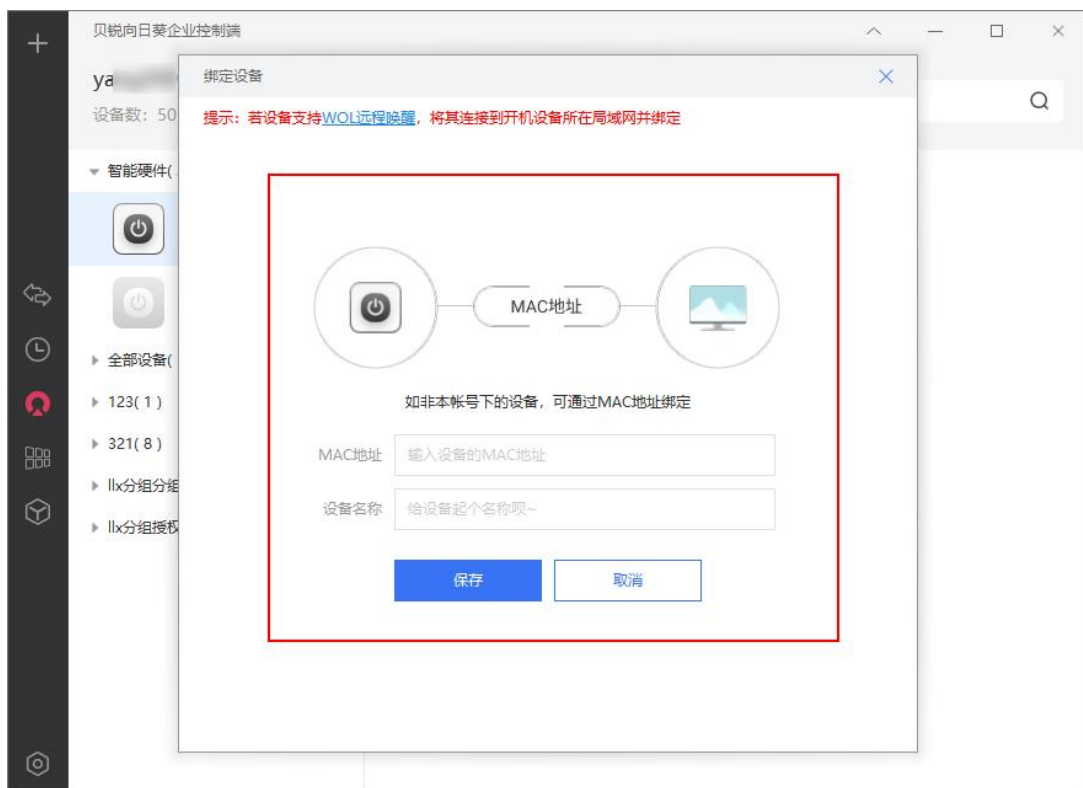 贝锐向日葵企业控制端
ya
设备数：50
绑定设备
提示：若设备支持WOL远程唤醒，将其连接到开机设备所在局域网并绑定
智能硬件(
MAC地址
全部设备(
如非本帐号下的设备，可通过MAC地址绑定
123( 1 )
321( 8 )
MAC地址 输入设备的MAC地址
llx分组分组
设备名称 给设备起个名称呗~
llx分组授权
保存 取消